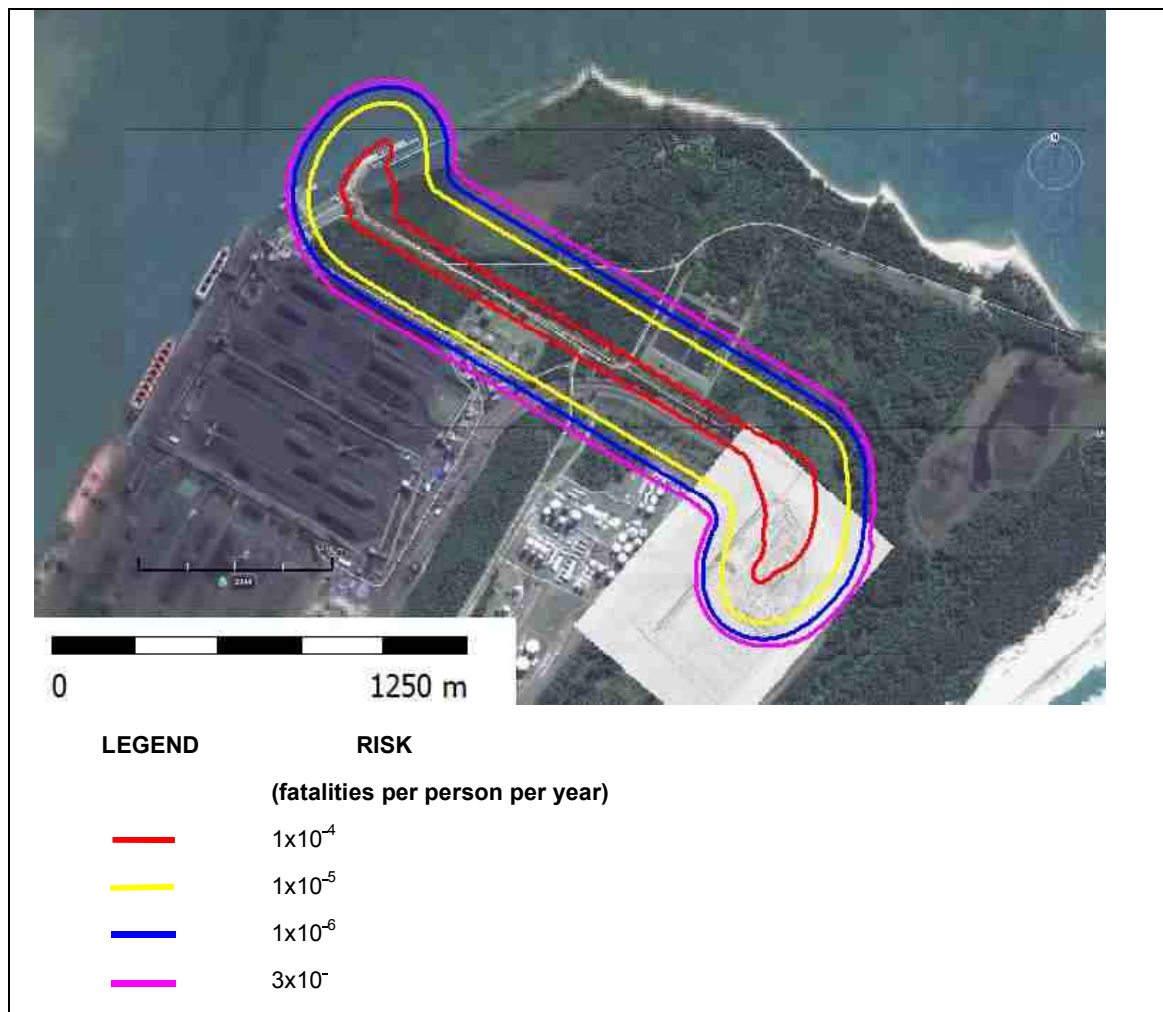 N
0
1250 m
LEGEND RISK
(fatalities per person per year)
1x10⁻⁴
1x10⁻⁵
1x10⁻⁶
3x10⁻